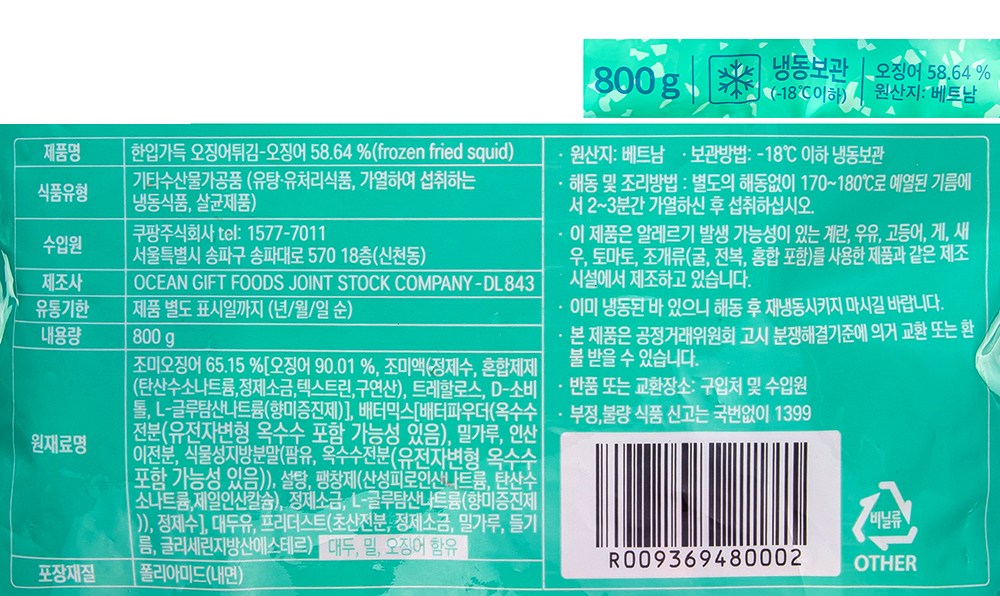 800 g
냉동보관
(-18℃이하)
오징어 58.64 %
원산지: 베트남
제품명 한입가득 오징어튀김-오징어 58.64 %(frozen fried squid)
식품유형 기타수산물가공품 (유탕·유처리식품, 가열하여 섭취하는
냉동식품, 살균제품)
수입원 쿠팡주식회사 tel: 1577-7011
서울특별시 송파구 송파대로 570 18층(신천동)
제조사 OCEAN GIFT FOODS JOINT STOCK COMPANY - DL 843
유통기한 제품 별도 표시일까지 (년/월/일 순)
내용량 800 g
원재료명 조미오징어 65.15 %[오징어 90.01 %, 조미액(정제수, 혼합제제
(탄산수소나트륨,정제소금,텍스트린,구연산), 트레할로스, D-소비
톨, L-글루탐산나트륨(향미증진제)], 배터믹스[배터파우더(옥수수
전분(유전자변형 옥수수 포함 가능성 있음), 밀가루, 인산
이전분, 식물성지방분말(팜유, 옥수수전분(유전자변형 옥수수
포함 가능성 있음)), 설탕, 팽창제(산성피로인산나트륨, 탄산수
소나트륨,제일인산칼슘), 정제소금, L-글루탐산나트륨(향미증진제
)), 정제수], 대두유, 프리더스트(초산전분, 정제소금, 밀가루, 들기
름, 글리세린지방산에스테르) 대두, 밀, 오징어 함유
포장재질 폴리아미드(내면)
· 원산지: 베트남 · 보관방법: -18℃ 이하 냉동보관
· 해동 및 조리방법 : 별도의 해동없이 170~180℃로 예열된 기름에
서 2~3분간 가열하신 후 섭취하십시오.
· 이 제품은 알레르기 발생 가능성이 있는 계란, 우유, 고등어, 게, 새
우, 토마토, 조개류(굴, 전복, 홍합 포함)를 사용한 제품과 같은 제조
시설에서 제조하고 있습니다.
· 이미 냉동된 바 있으니 해동 후 재냉동시키지 마시길 바랍니다.
· 본 제품은 공정거래위원회 고시 분쟁해결기준에 의거 교환 또는 환
불 받을 수 있습니다.
· 반품 또는 교환장소: 구입처 및 수입원
· 부정,불량 식품 신고는 국번없이 1399
R009369480002
비닐류
OTHER